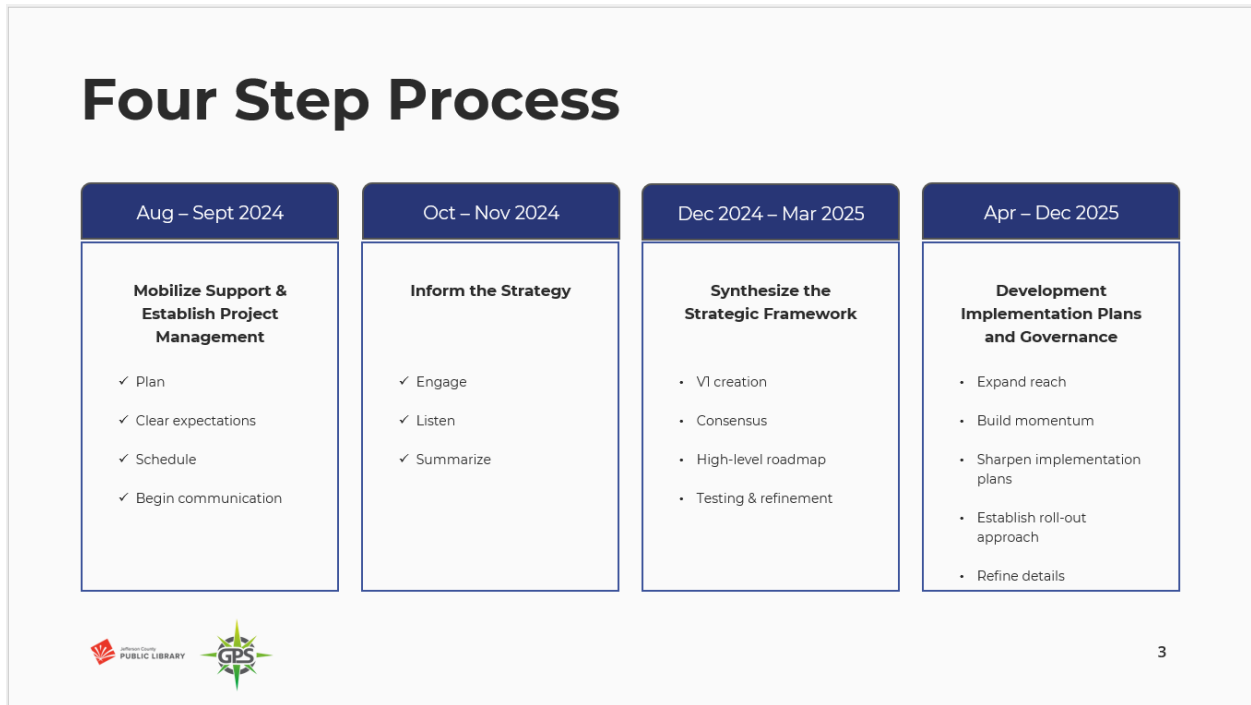 Four Step Process
Aug – Sept 2024
Mobilize Support &
Establish Project
Management
✓ Plan
✓ Clear expectations
✓ Schedule
✓ Begin communication
Oct – Nov 2024
Inform the Strategy
✓ Engage
✓ Listen
✓ Summarize
Dec 2024 – Mar 2025
Synthesize the
Strategic Framework
• V1 creation
• Consensus
• High-level roadmap
• Testing & refinement
Apr – Dec 2025
Development
Implementation Plans
and Governance
• Expand reach
• Build momentum
• Sharpen implementation
plans
• Establish roll-out
approach
• Refine details
Jefferson County
PUBLIC LIBRARY
GPS
3